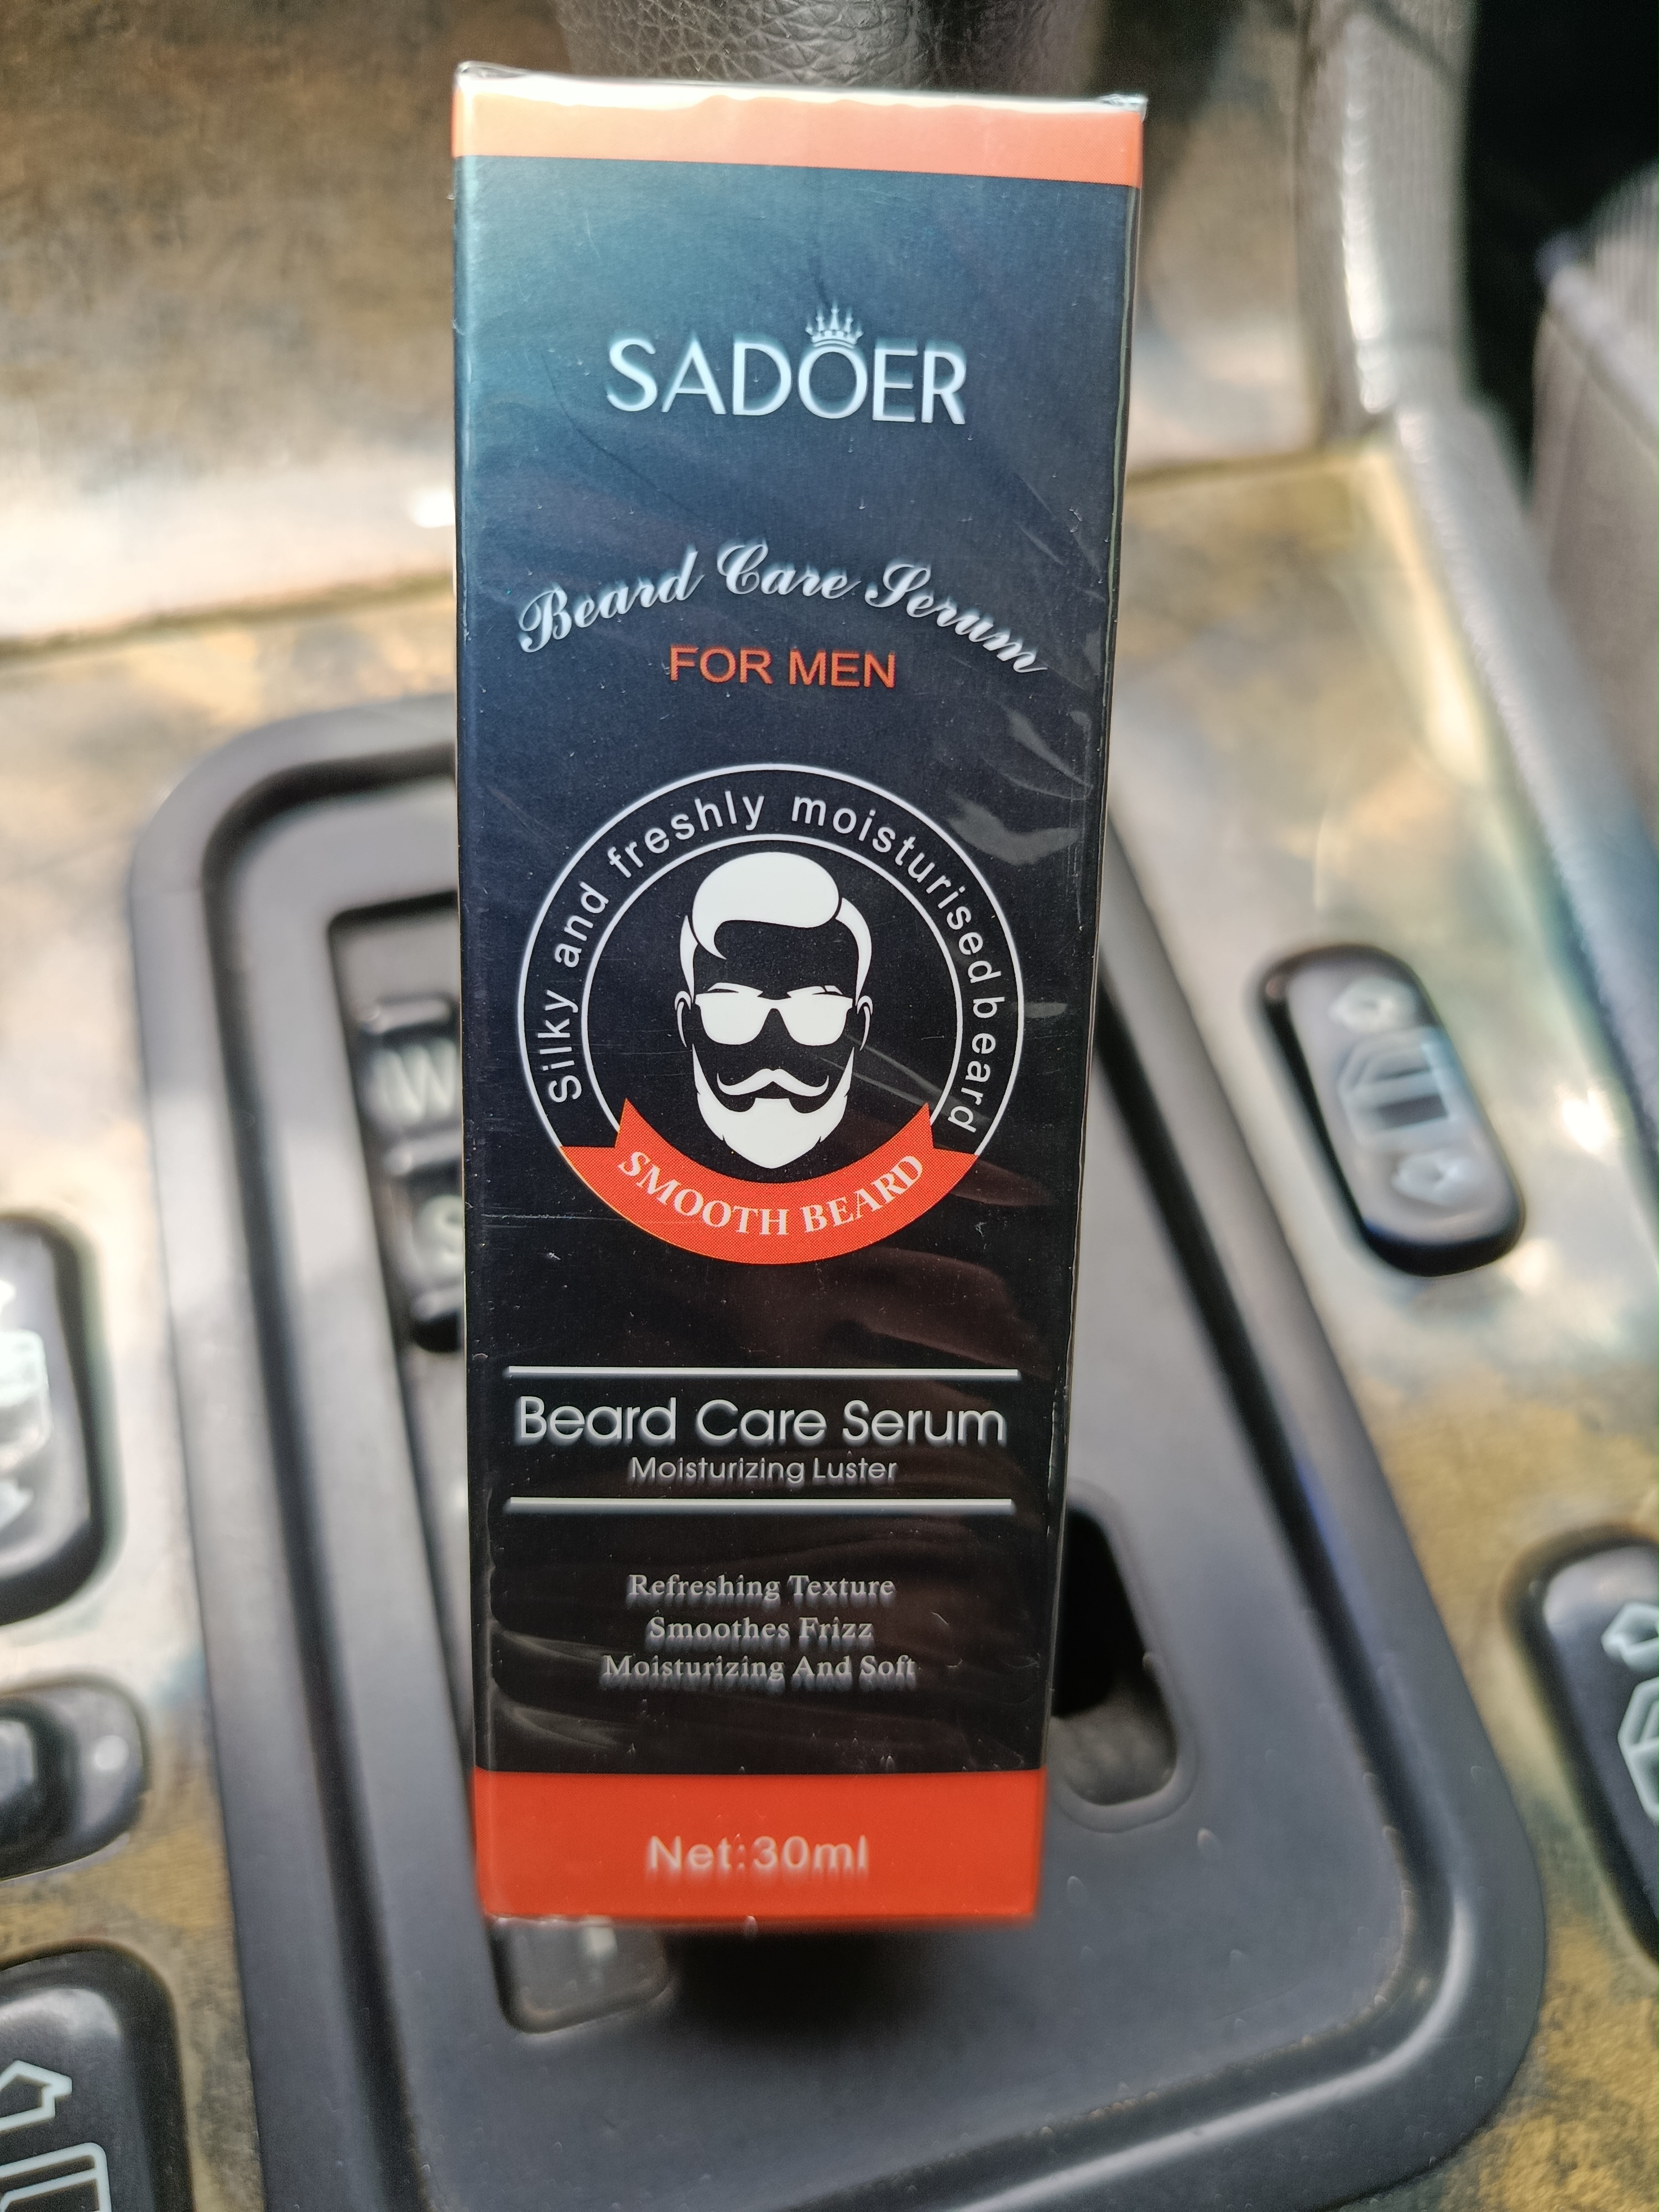 SADOER
Beard Care Serum
FOR MEN
Silky and freshly moisturised beard
SMOOTH BEARD
Beard Care Serum
Moisturizing Luster
Refreshing Texture
Smoothes Frizz
Moisturizing And Soft
Net:30ml
W
S